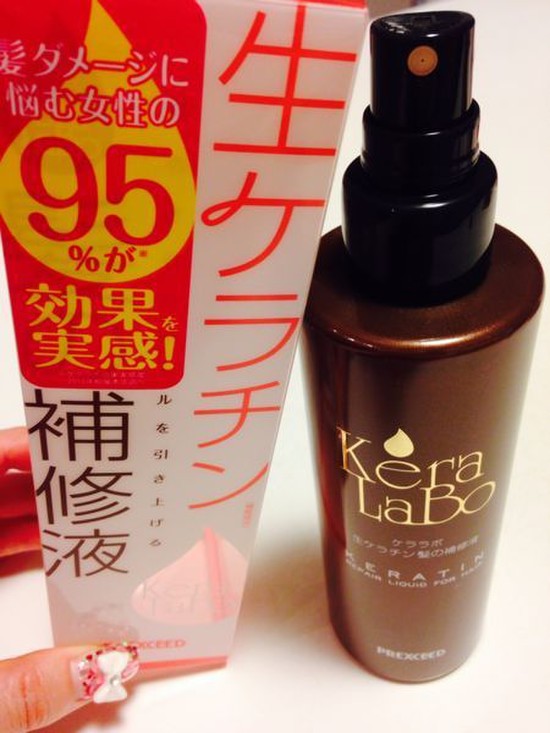 髪ダメージに
悩む女性の
95
%が※
効果を
実感!
生ケラチン
ルを引き上げる
補修液
EXCEED
Kera
LaBo
ケララボ
生ケラチン髪の補修液
KERATIN
REPAIR LIQUID FOR HAIR
PREXCEED